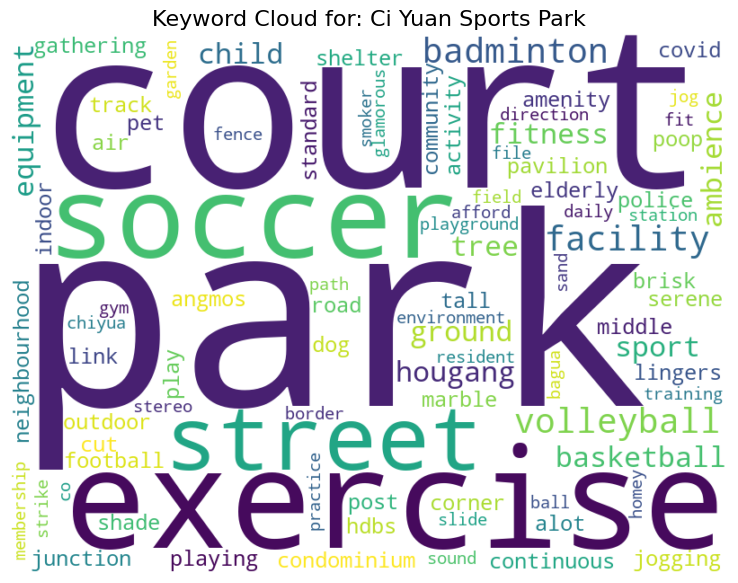 Keyword Cloud for: Ci Yuan Sports Park
gathering
garden
child
shelter
badminton
covid
court
equipment
track
pet
air
fence
standard
smoker
glamorous
community
activity
amenity
direction
fitness
file
jog
fit
poop
pavilion
ambience
indoor
soccer
field
elderly
police
afford
daily
station
playground
tree
facility
park
neighbourhood
gym
chiyua
link
angmos
path
road
dog
play
stereo
tall
environment
ground
resident
hougang
marble
sand
bagua
brisk
serene
middle
sport
lingers
training
outdoor
cut
football
border
street
volleyball
basketball
membership
strike
co
exercise
shade
practice
post
hdbs
corner
slide
ball
alot
homey
junction
playing
condominium
sound
continuous
jogging